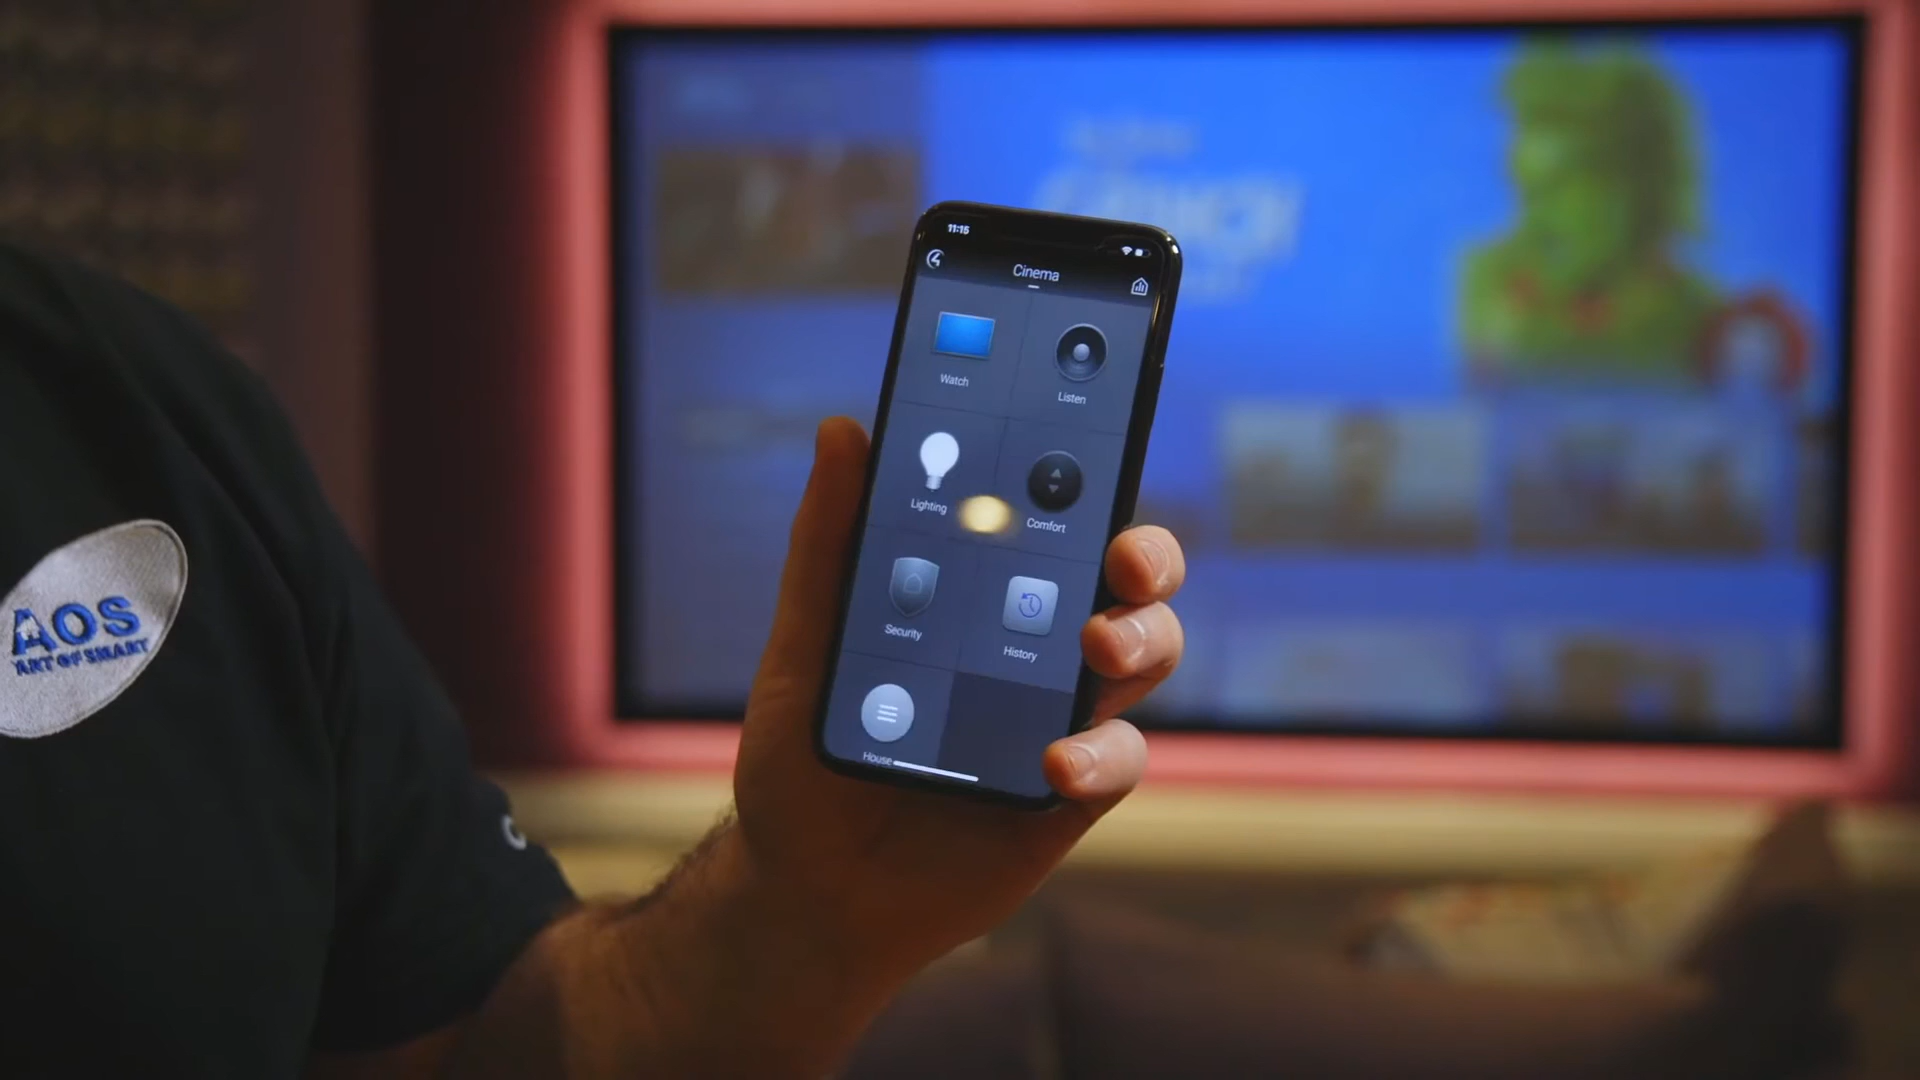 11:15
Cinema
Watch
Listen
Lighting
Comfort
Security
History
House
AOS
ART OF SMART